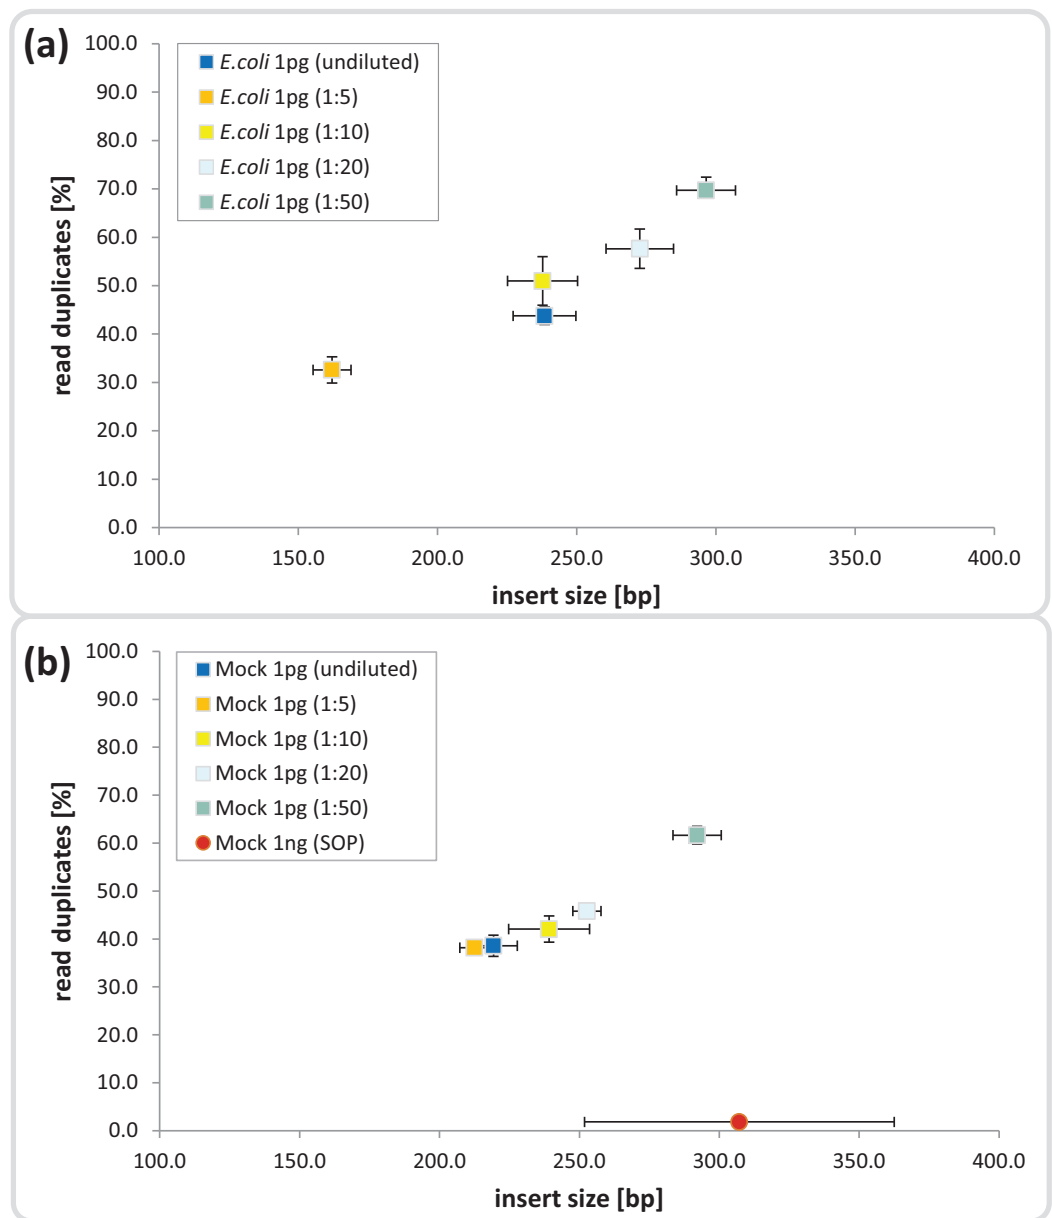 (a)
100.0
90.0
80.0
70.0
60.0
50.0
40.0
30.0
20.0
10.0
0.0
read duplicates [%]
E.coli 1pg (undiluted)
E.coli 1pg (1:5)
E.coli 1pg (1:10)
E.coli 1pg (1:20)
E.coli 1pg (1:50)
100.0 150.0 200.0 250.0 300.0 350.0 400.0
insert size [bp]
(b)
100.0
90.0
80.0
70.0
60.0
50.0
40.0
30.0
20.0
10.0
0.0
read duplicates [%]
Mock 1pg (undiluted)
Mock 1pg (1:5)
Mock 1pg (1:10)
Mock 1pg (1:20)
Mock 1pg (1:50)
Mock 1ng (SOP)
100.0 150.0 200.0 250.0 300.0 350.0 400.0
insert size [bp]